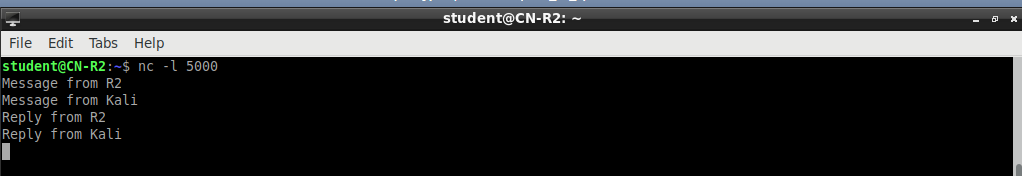 student@CN-R2: ~
File Edit Tabs Help
student@CN-R2:~$ nc -l 5000
Message from R2
Message from Kali
Reply from R2
Reply from Kali